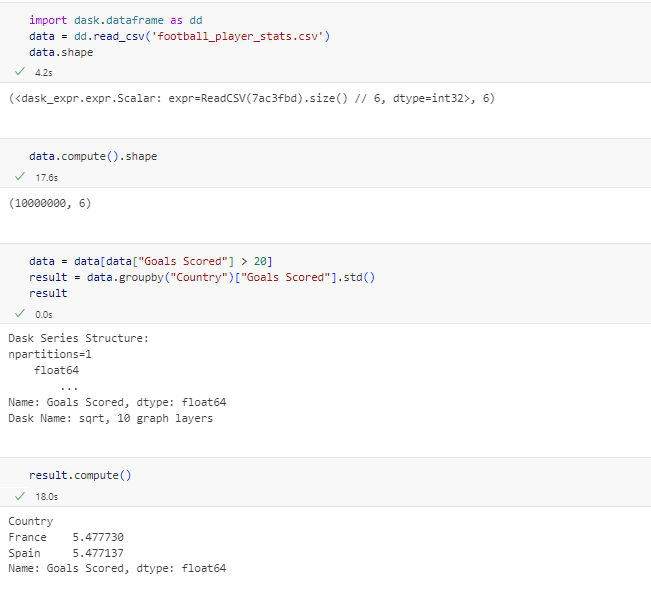 import dask.dataframe as dd
data = dd.read_csv('football_player_stats.csv')
data.shape
✓ 4.2s
(<dask_expr.expr.Scalar: expr=ReadCSV(7ac3fbd).size() // 6, dtype=int32>, 6)
data.compute().shape
✓ 17.6s
(10000000, 6)
data = data[data["Goals Scored"] > 20]
result = data.groupby("Country")["Goals Scored"].std()
result
✓ 0.0s
Dask Series Structure:
npartitions=1
    float64
        ...
Name: Goals Scored, dtype: float64
Dask Name: sqrt, 10 graph layers
result.compute()
✓ 18.0s
Country
France    5.477730
Spain     5.477137
Name: Goals Scored, dtype: float64